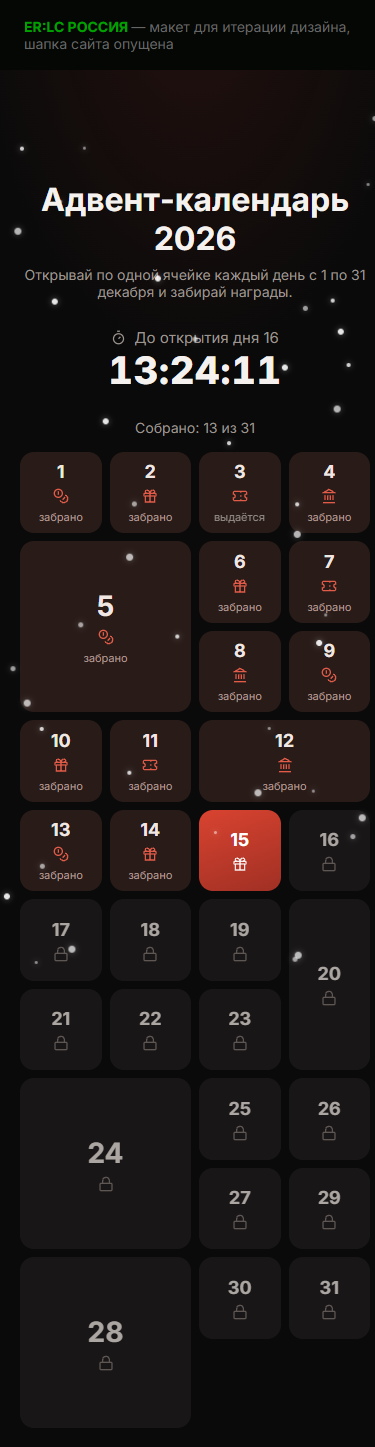 ER:LC РОССИЯ — макет для итерации дизайна,
шапка сайта опущена
Адвент-календарь
2026
Открывай по одной ячейке каждый день с 1 по 31
декабря и забирай награды.
До открытия дня 16
13:24:11
Собрано: 13 из 31
1
забрано
2
забрано
3
выдаётся
4
забрано
5
забрано
6
забрано
7
забрано
8
забрано
9
забрано
10
забрано
11
забрано
12
забрано
13
забрано
14
забрано
15
16
17
18
19
20
21
22
23
24
25
26
27
29
28
30
31